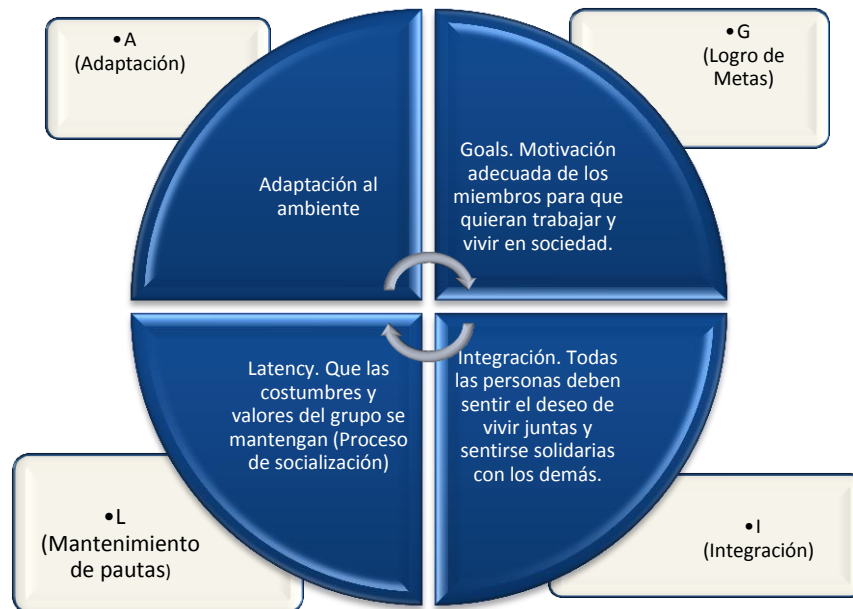 •A
(Adaptación)
•G
(Logro de
Metas)
Adaptación al
ambiente
Goals. Motivación
adecuada de los
miembros para que
quieran trabajar y
vivir en sociedad.
Latency. Que las
costumbres y
valores del grupo se
mantengan (Proceso
de socialización)
Integración. Todas
las personas deben
sentir el deseo de
vivir juntas y
sentirse solidarias
con los demás.
•L
(Mantenimiento
de pautas)
•I
(Integración)